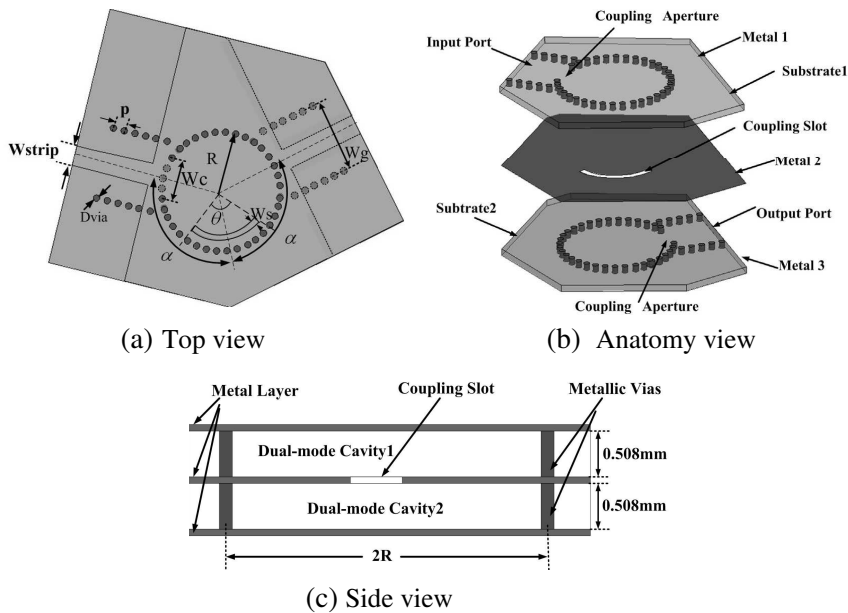 p
Wstrip
R
Wc
Wg
Dvia
Ws
θ
α
α
(a) Top view
Coupling Aperture
Input Port
Metal 1
Substrate1
Coupling Slot
Metal 2
Subtrate2
Output Port
Metal 3
Coupling Aperture
(b) Anatomy view
Metal Layer
Coupling Slot
Metallic Vias
Dual-mode Cavity1
0.508mm
Dual-mode Cavity2
0.508mm
2R
(c) Side view